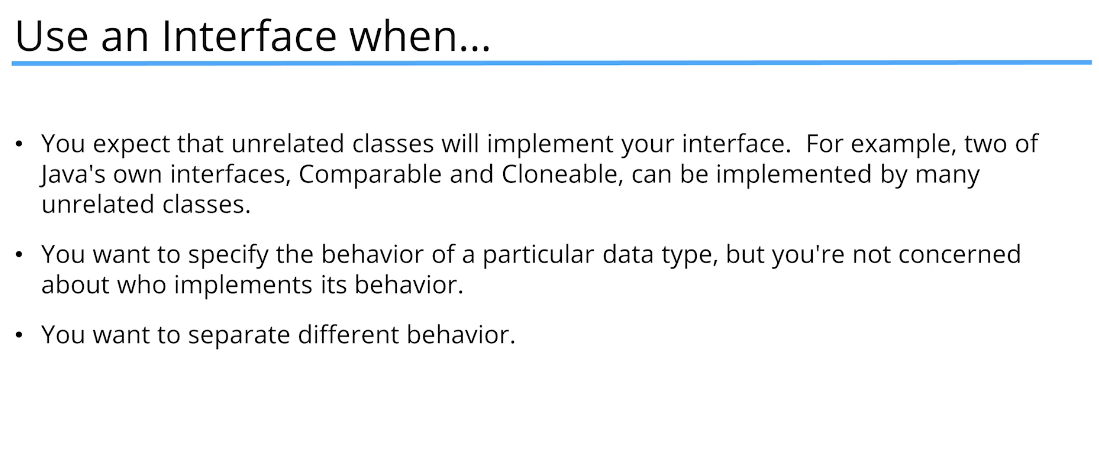 Use an Interface when...
• You expect that unrelated classes will implement your interface.  For example, two of
Java's own interfaces, Comparable and Cloneable, can be implemented by many
unrelated classes.
• You want to specify the behavior of a particular data type, but you're not concerned
about who implements its behavior.
• You want to separate different behavior.